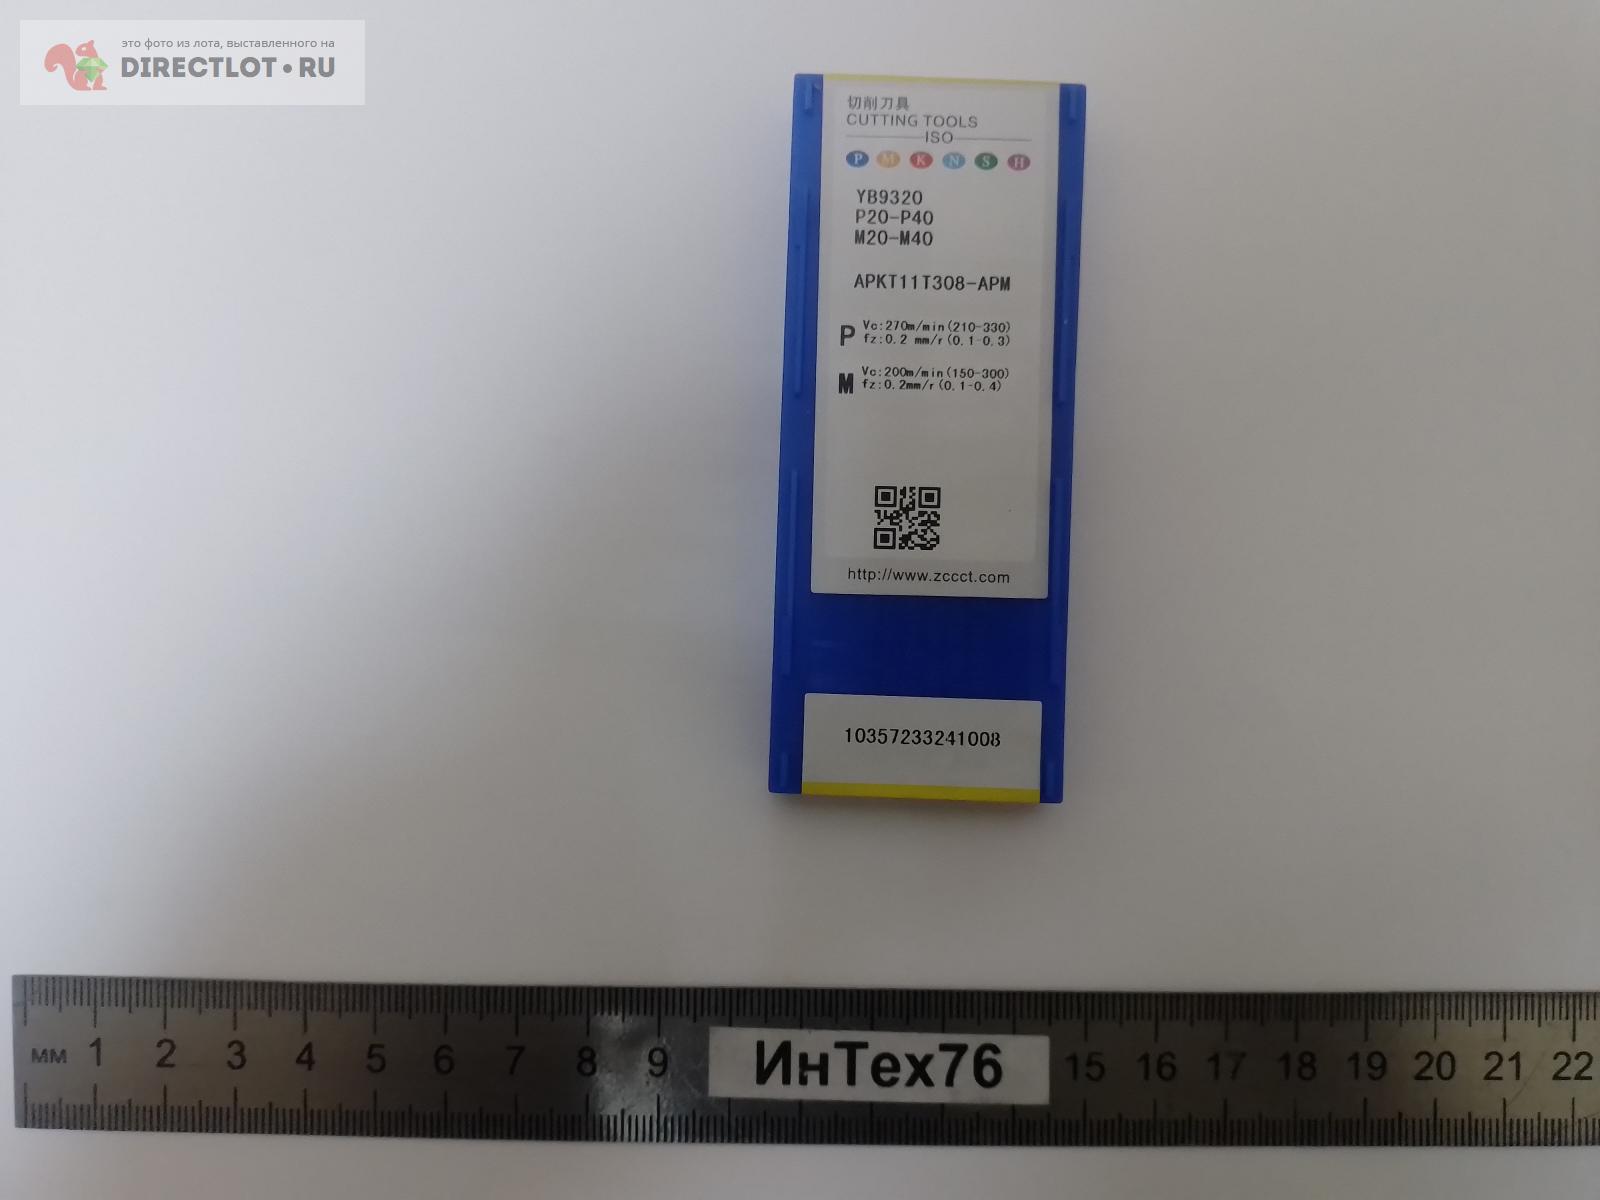 это фото из лота, выставленного на
DIRECTLOT•RU
切削刀具
CUTTING TOOLS
ISO
P M K N S H
YB9320
P20-P40
M20-M40
APKT11T308-APM
P Vc:270m/min(210-330)
fz:0.2 mm/r(0.1-0.3)
M Vc:200m/min(150-300)
fz:0.2mm/r(0.1-0.4)
http://www.zccct.com
10357233241008
мм 1 2 3 4 5 6 7 8 9 ИнТех76 15 16 17 18 19 20 21 22